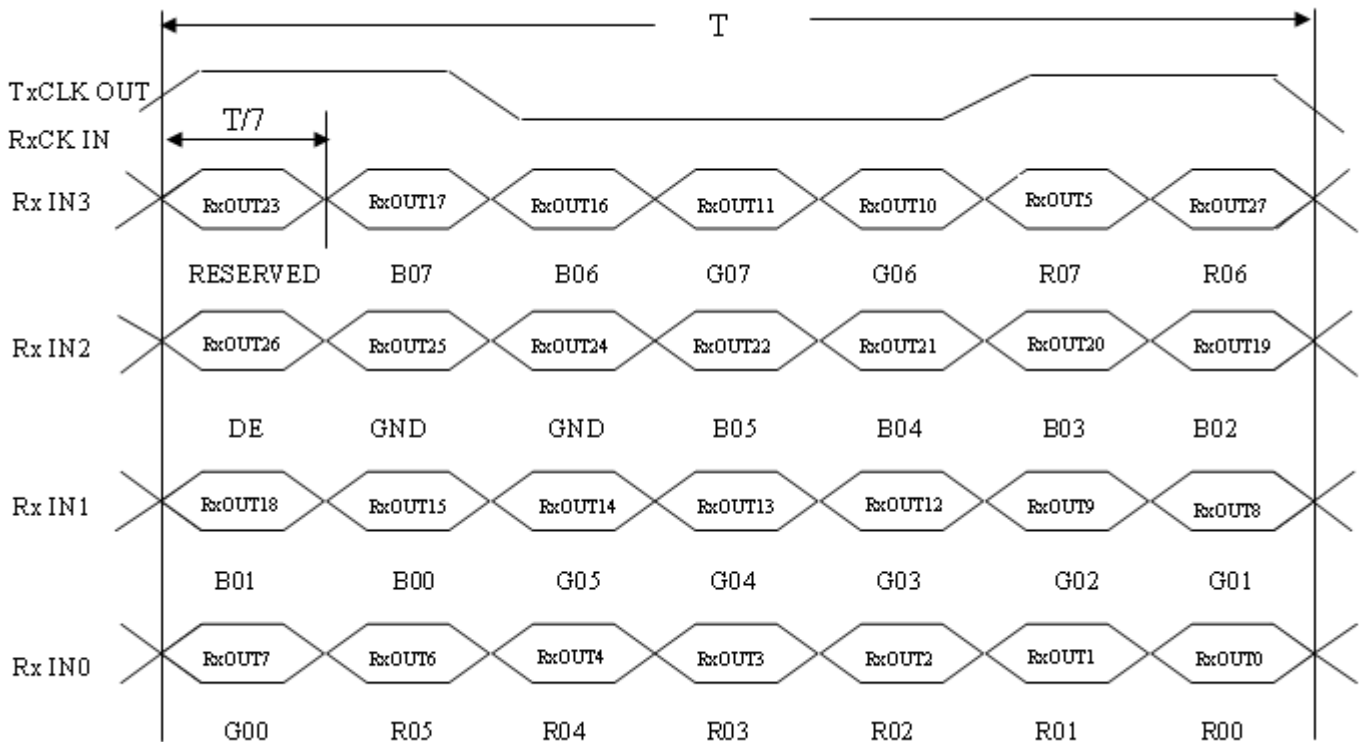 T
TxCLK OUT
T/7
RxCK IN
Rx IN3 RxOUT23 RxOUT17 RxOUT16 RxOUT11 RxOUT10 RxOUT5 RxOUT27
RESERVED B07 B06 G07 G06 R07 R06
Rx IN2 RxOUT26 RxOUT25 RxOUT24 RxOUT22 RxOUT21 RxOUT20 RxOUT19
DE GND GND B05 B04 B03 B02
Rx IN1 RxOUT18 RxOUT15 RxOUT14 RxOUT13 RxOUT12 RxOUT9 RxOUT8
B01 B00 G05 G04 G03 G02 G01
Rx IN0 RxOUT7 RxOUT6 RxOUT4 RxOUT3 RxOUT2 RxOUT1 RxOUT0
G00 R05 R04 R03 R02 R01 R00